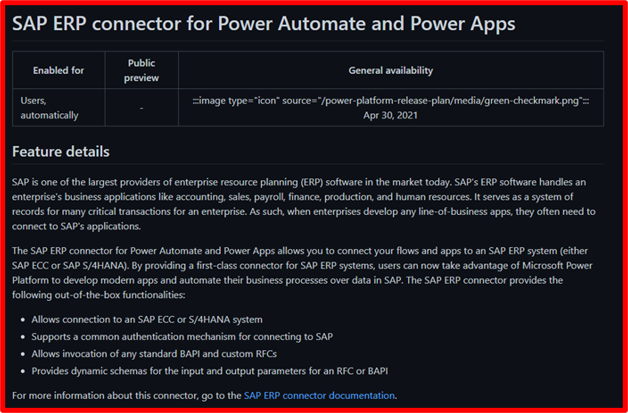 SAP ERP connector for Power Automate and Power Apps
Enabled for
Public
preview
General availability
Users,
automatically
-
:::image type="icon" source="/power-platform-release-plan/media/green-checkmark.png":::
Apr 30, 2021
Feature details
SAP is one of the largest providers of enterprise resource planning (ERP) software in the market today. SAP's ERP software handles an
enterprise's business applications like accounting, sales, payroll, finance, production, and human resources. It serves as a system of
records for many critical transactions for an enterprise. As such, when enterprises develop any line-of-business apps, they often need to
connect to SAP's applications.
The SAP ERP connector for Power Automate and Power Apps allows you to connect your flows and apps to an SAP ERP system (either
SAP ECC or SAP S/4HANA). By providing a first-class connector for SAP ERP systems, users can now take advantage of Microsoft Power
Platform to develop modern apps and automate their business processes over data in SAP. The SAP ERP connector provides the
following out-of-the-box functionalities:
• Allows connection to an SAP ECC or S/4HANA system
• Supports a common authentication mechanism for connecting to SAP
• Allows invocation of any standard BAPI and custom RFCs
• Provides dynamic schemas for the input and output parameters for an RFC or BAPI
For more information about this connector, go to the SAP ERP connector documentation.